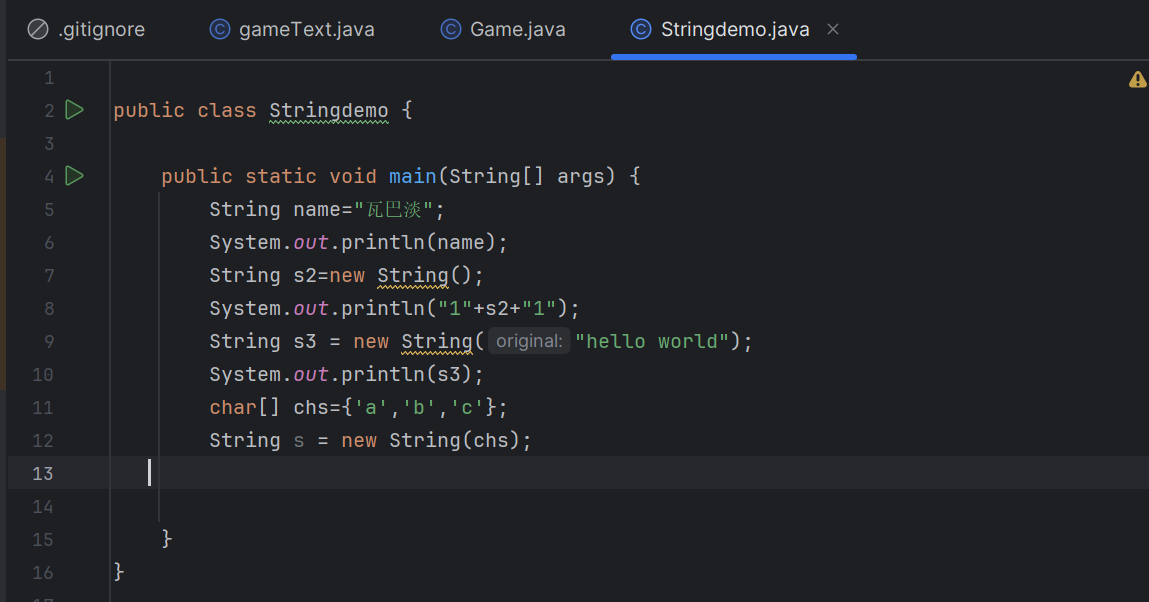 .gitignore gameText.java Game.java Stringdemo.java
1
2 public class Stringdemo {
3
4 public static void main(String[] args) {
5 String name="瓦巴淡";
6 System.out.println(name);
7 String s2=new String();
8 System.out.println("1"+s2+"1");
9 String s3 = new String( original: "hello world");
10 System.out.println(s3);
11 char[] chs={'a','b','c'};
12 String s = new String(chs);
13
14
15 }
16 }